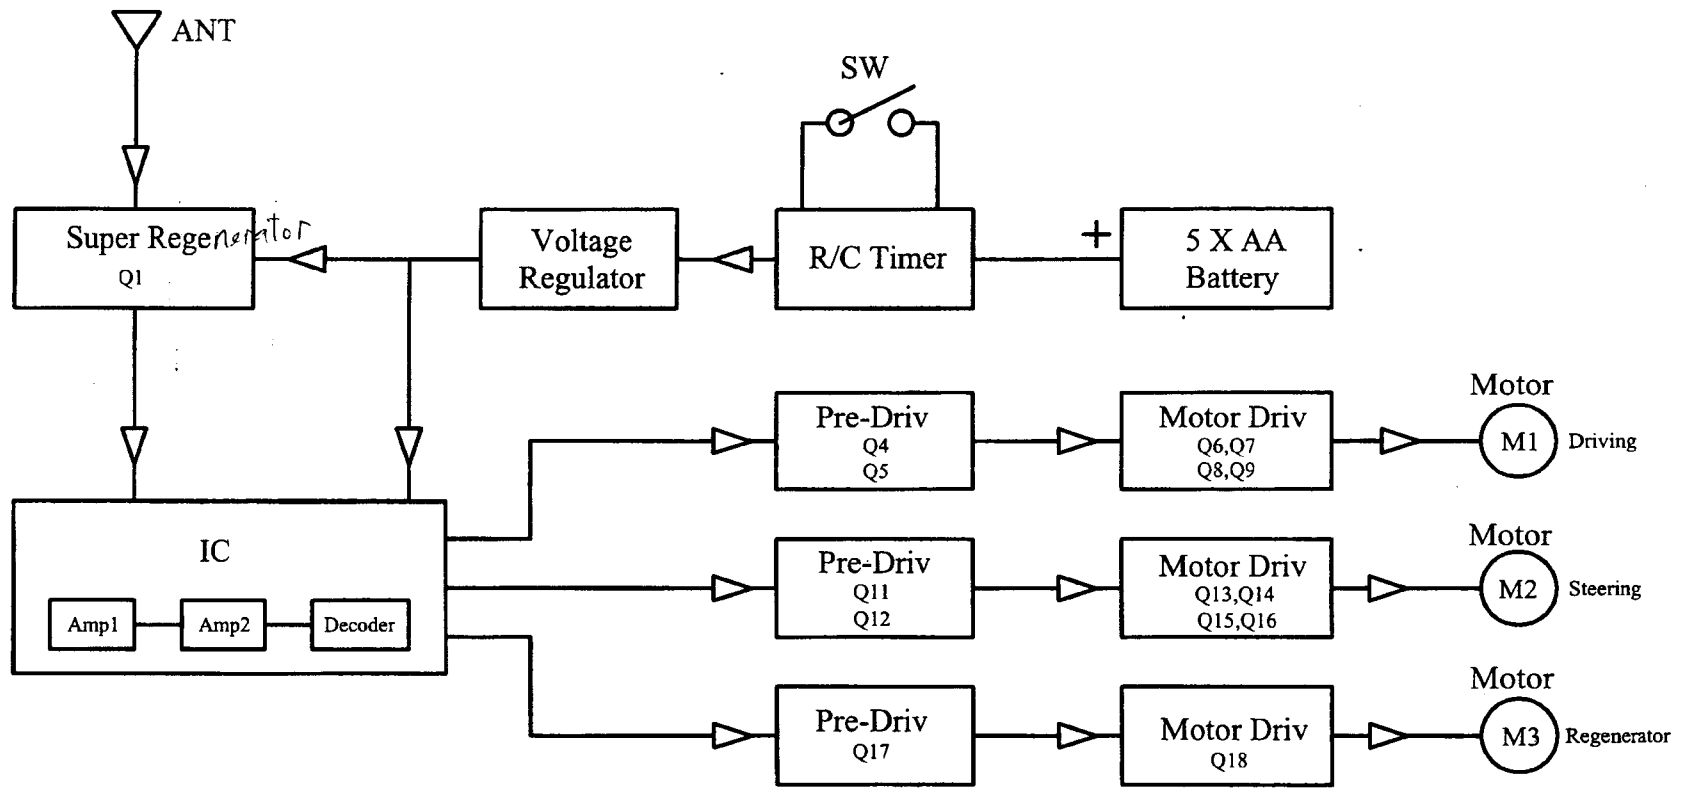 ANT
SW
Super Regenerator
Q1
Voltage
Regulator
R/C Timer
+
5 X AA
Battery
Pre-Driv
Q4
Q5
Motor Driv
Q6,Q7
Q8,Q9
Motor
M1 Driving
IC
Amp1 Amp2 Decoder
Pre-Driv
Q11
Q12
Motor Driv
Q13,Q14
Q15,Q16
Motor
M2 Steering
Pre-Driv
Q17
Motor Driv
Q18
Motor
M3 Regenerator